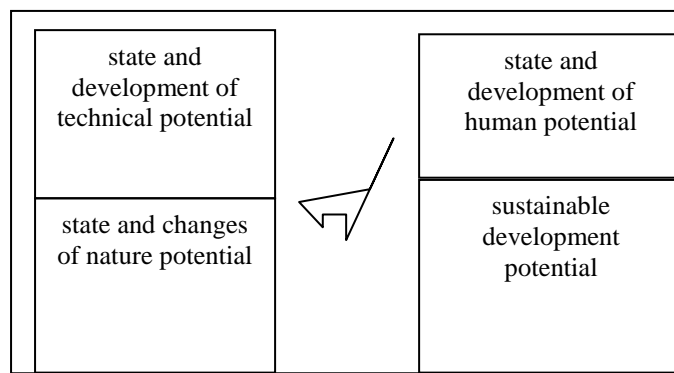 state and
development of
technical potential
state and changes
of nature potential
state and
development of
human potential
sustainable
development
potential